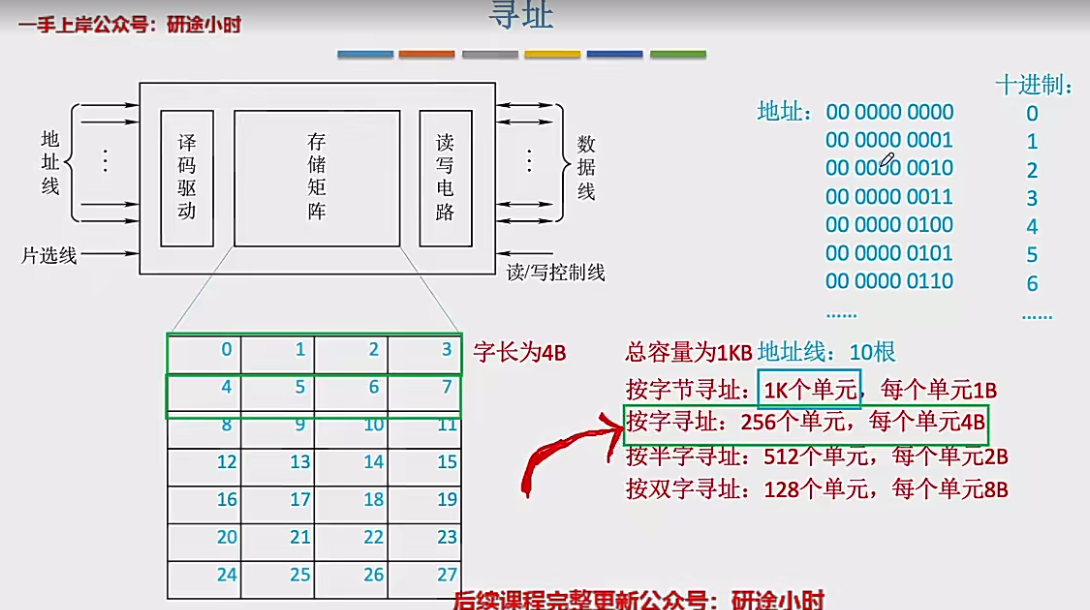 一手上岸公众号：研途小时
寻址
十进制：
地址： 00 0000 0000 0
00 0000 0001 1
00 0000 0010 2
00 0000 0011 3
00 0000 0100 4
00 0000 0101 5
00 0000 0110 6
…… ……
地址线
译码驱动
存储矩阵
读写电路
数据线
片选线
读/写控制线
0 1 2 3
4 5 6 7
8 9 10 11
12 13 14 15
16 17 18 19
20 21 22 23
24 25 26 27
字长为4B
总容量为1KB 地址线：10根
按字节寻址：1K个单元，每个单元1B
按字寻址：256个单元，每个单元4B
按半字寻址：512个单元，每个单元2B
按双字寻址：128个单元，每个单元8B
后续课程完整更新公众号：研途小时